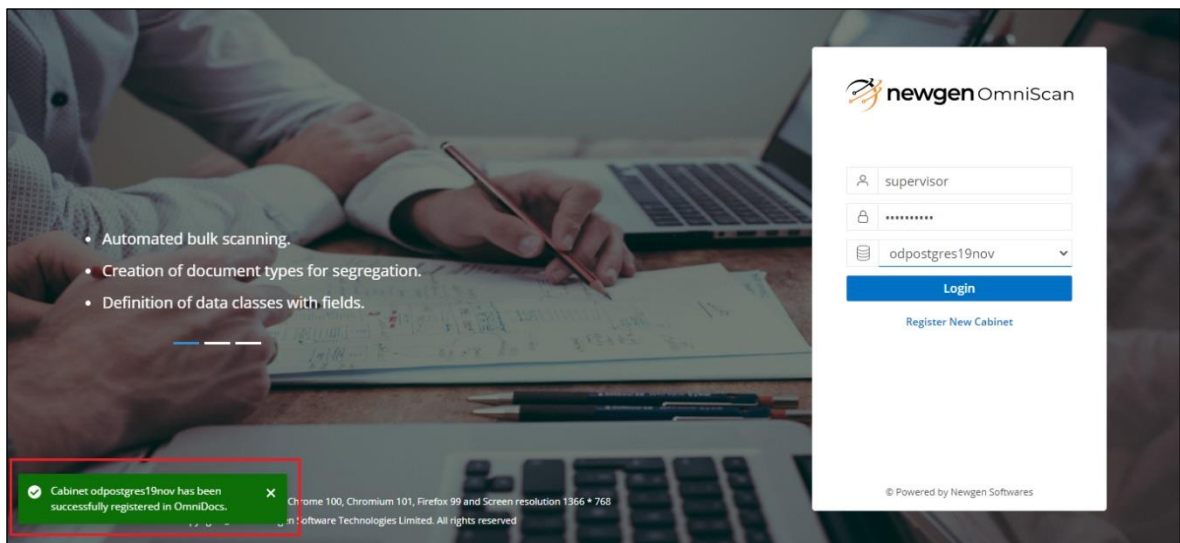 newgen OmniScan
supervisor
odpostgres19nov
Login
Register New Cabinet
© Powered by Newgen Softwares
• Automated bulk scanning.
• Creation of document types for segregation.
• Definition of data classes with fields.
Cabinet odpostgres19nov has been
successfully registered in OmniDocs.
Chrome 100, Chromium 101, Firefox 99 and Screen resolution 1366 * 768
Software Technologies Limited. All rights reserved